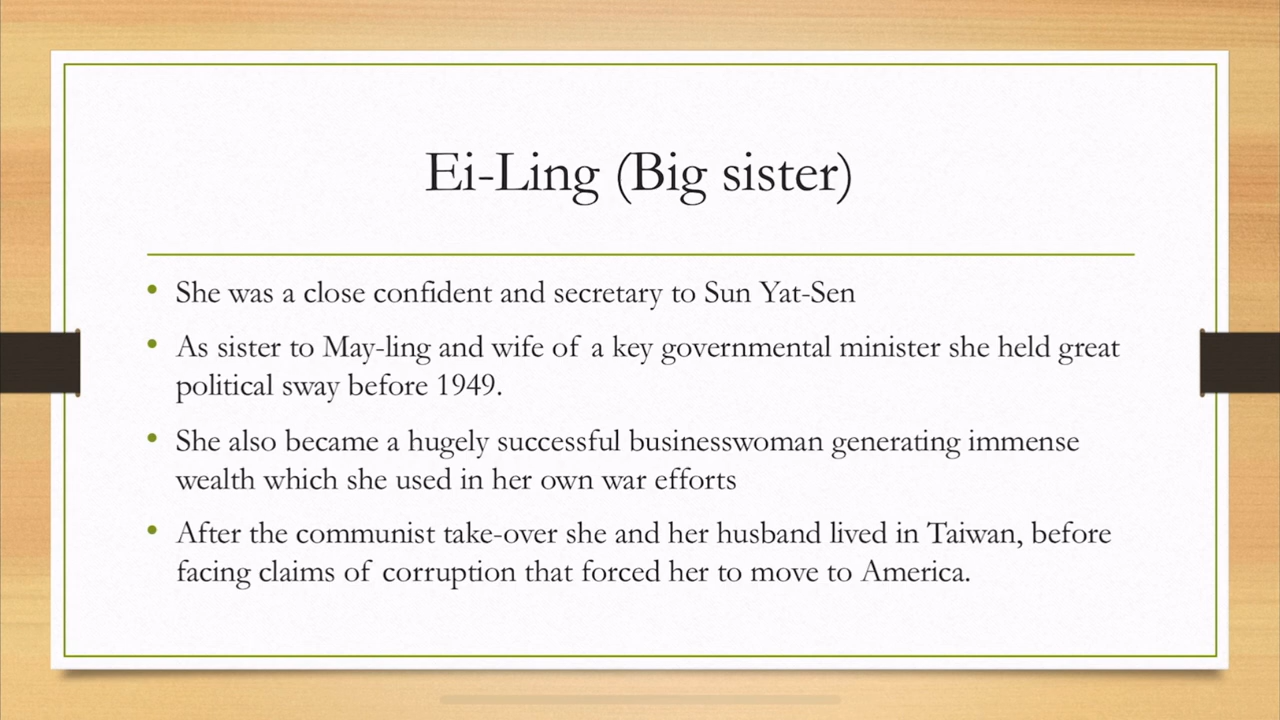 Ei-Ling (Big sister)
• She was a close confident and secretary to Sun Yat-Sen
• As sister to May-ling and wife of a key governmental minister she held great
political sway before 1949.
• She also became a hugely successful businesswoman generating immense
wealth which she used in her own war efforts
• After the communist take-over she and her husband lived in Taiwan, before
facing claims of corruption that forced her to move to America.